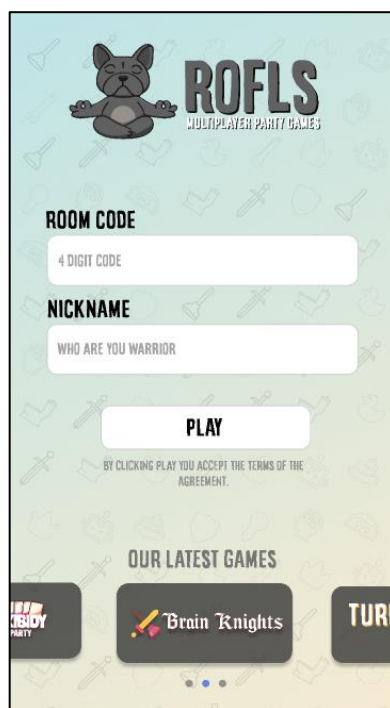 ROFLS
MULTIPLAYER PARTY GAMES
ROOM CODE
4 DIGIT CODE
NICKNAME
WHO ARE YOU WARRIOR
PLAY
BY CLICKING PLAY YOU ACCEPT THE TERMS OF THE
AGREEMENT.
OUR LATEST GAMES
PARTY
Brain Knights